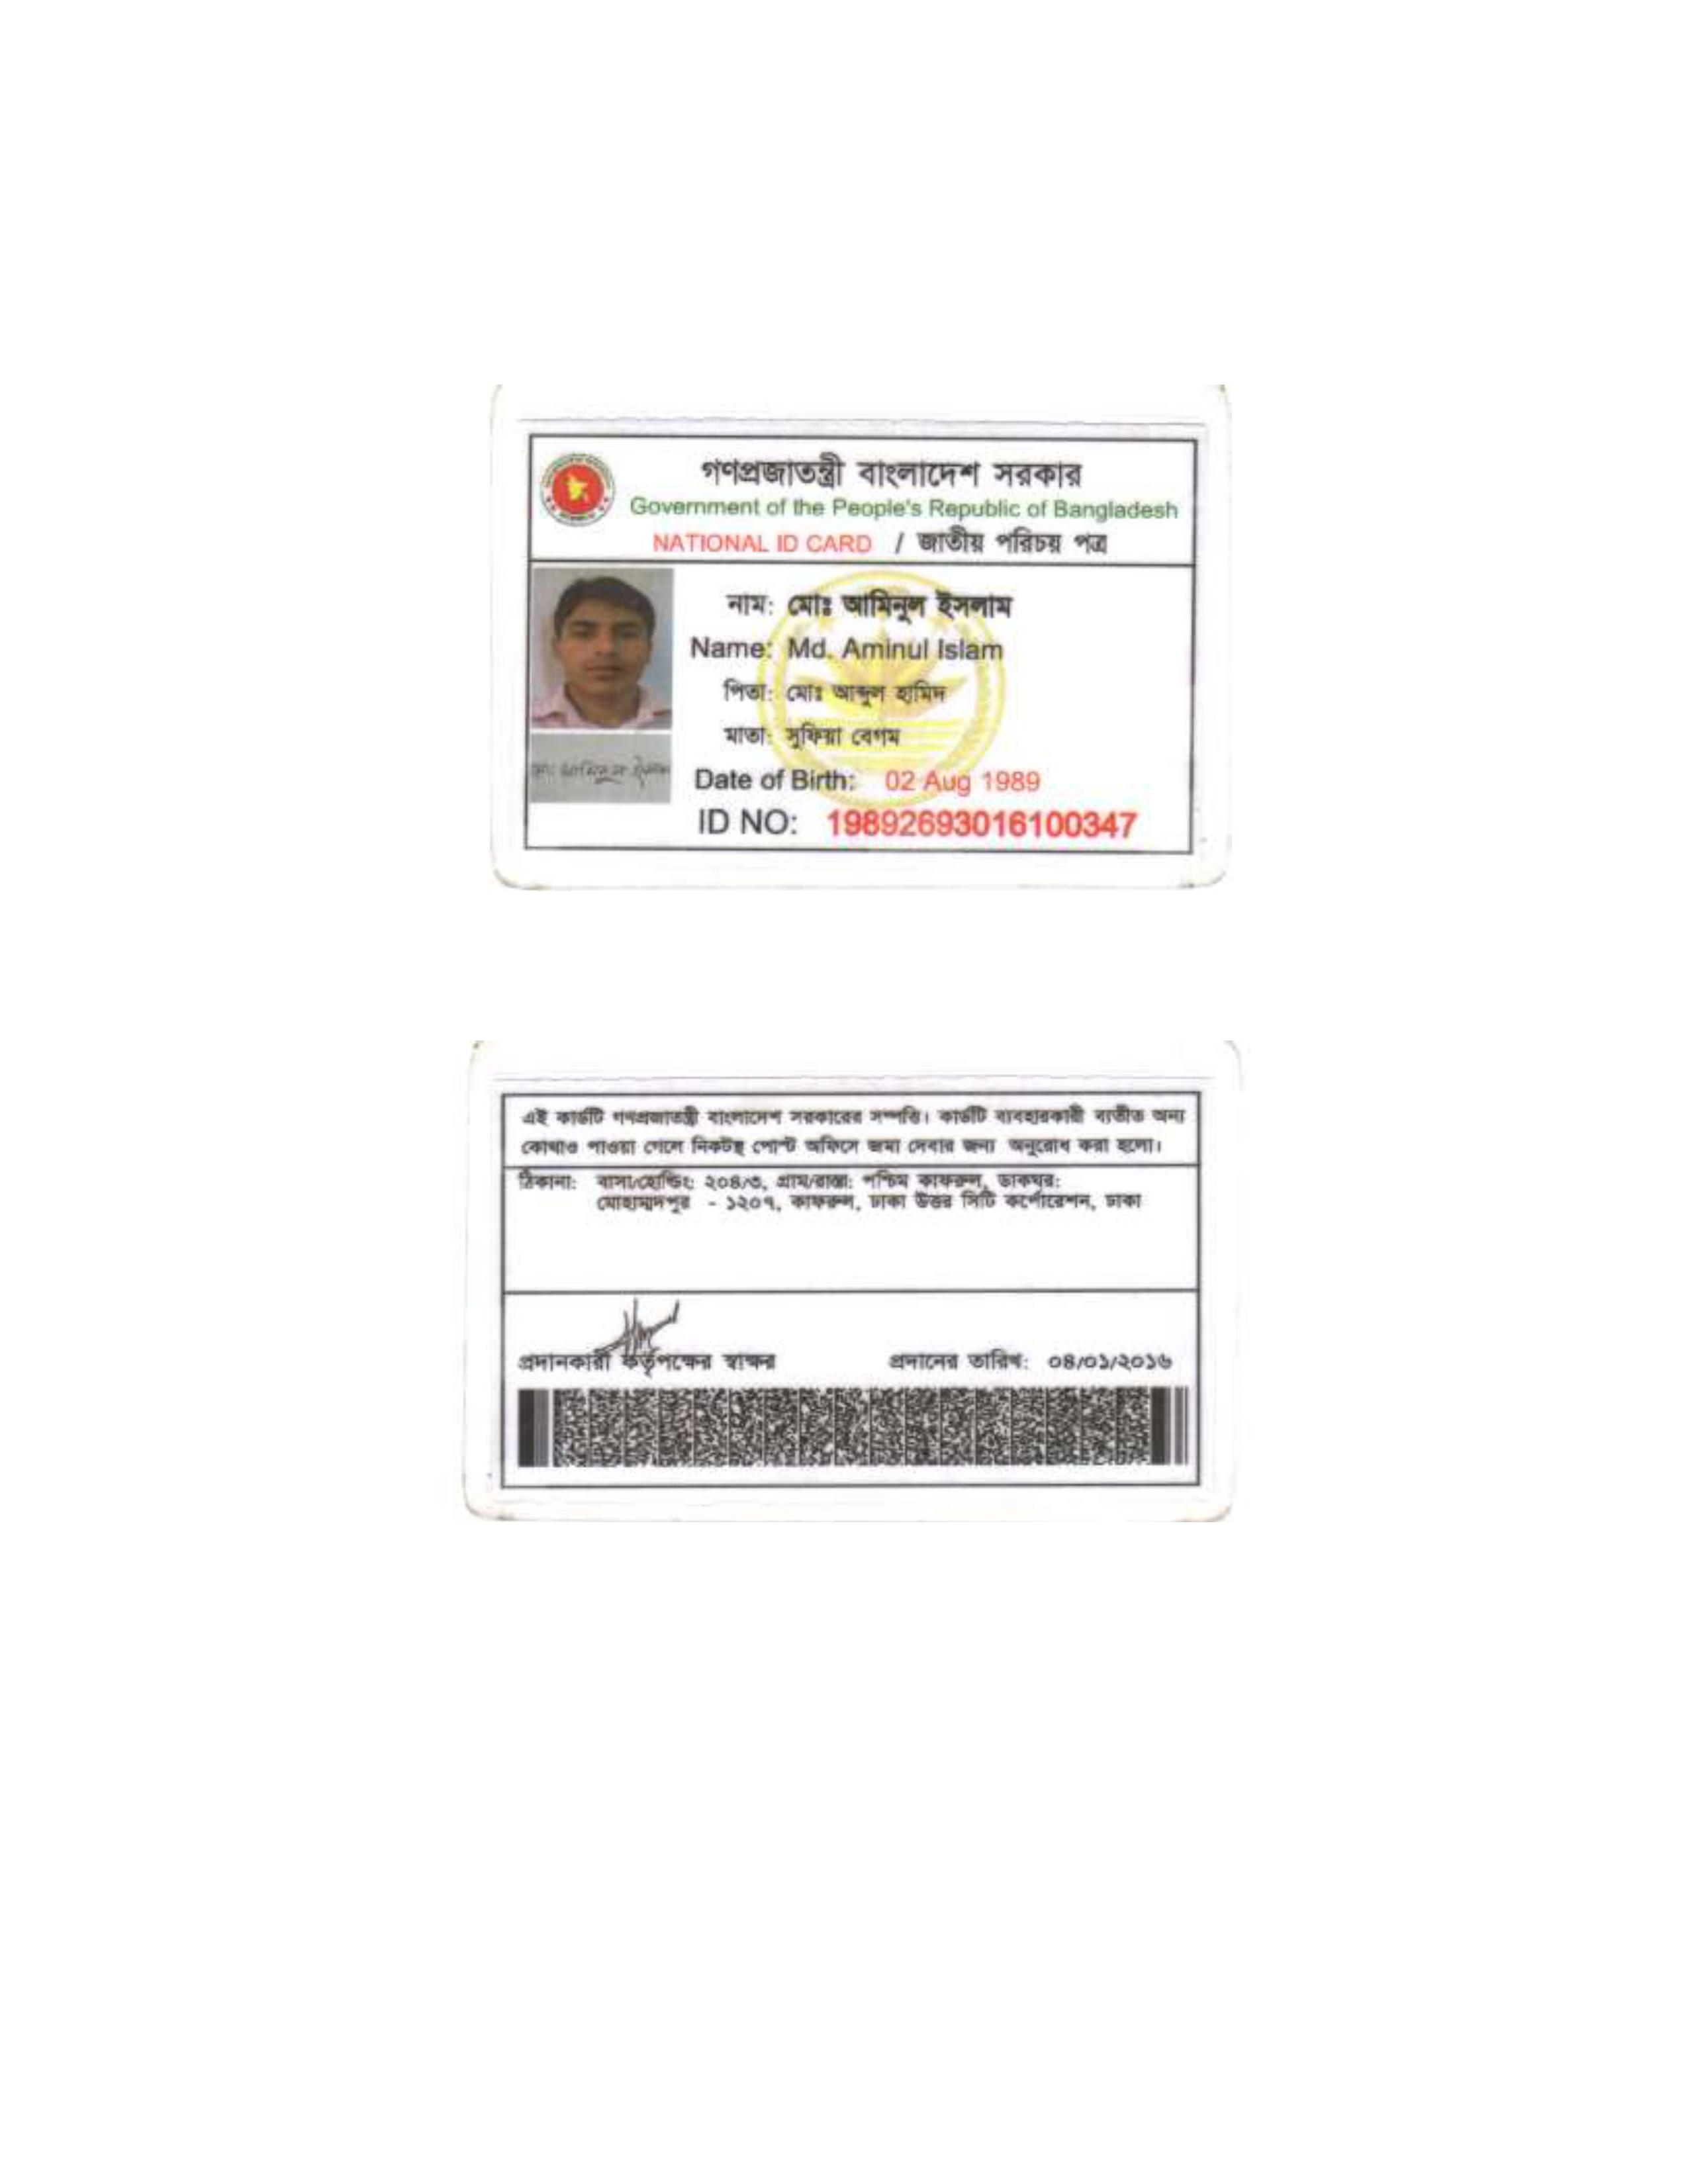 গণপ্রজাতন্ত্রী বাংলাদেশ সরকার
Government of the People's Republic of Bangladesh
NATIONAL ID CARD / জাতীয় পরিচয় পত্র
নাম: মোঃ আমিনুল ইসলাম
Name: Md. Aminul Islam
পিতা: মোঃ আব্দুল হামিদ
মাতা: সুফিয়া বেগম
মোঃ আমিনুল ইসলাম
Date of Birth: 02 Aug 1989
ID NO: 19892693016100347
এই কার্ডটি গণপ্রজাতন্ত্রী বাংলাদেশ সরকারের সম্পত্তি। কার্ডটি ব্যবহারকারী ব্যতীত অন্য
কোথাও পাওয়া গেলে নিকটস্থ পোস্ট অফিসে জমা দেবার জন্য অনুরোধ করা হলো।
ঠিকানা: বাসা/হোল্ডিং: ২০৪/৩, গ্রাম/রাস্তা: পশ্চিম কাফরুল, ডাকঘর:
মোহাম্মদপুর - ১২০৭, কাফরুল, ঢাকা উত্তর সিটি কর্পোরেশন, ঢাকা
প্রদানকারী কর্তৃপক্ষের স্বাক্ষর প্রদানের তারিখ: ০৪/০১/২০১৬